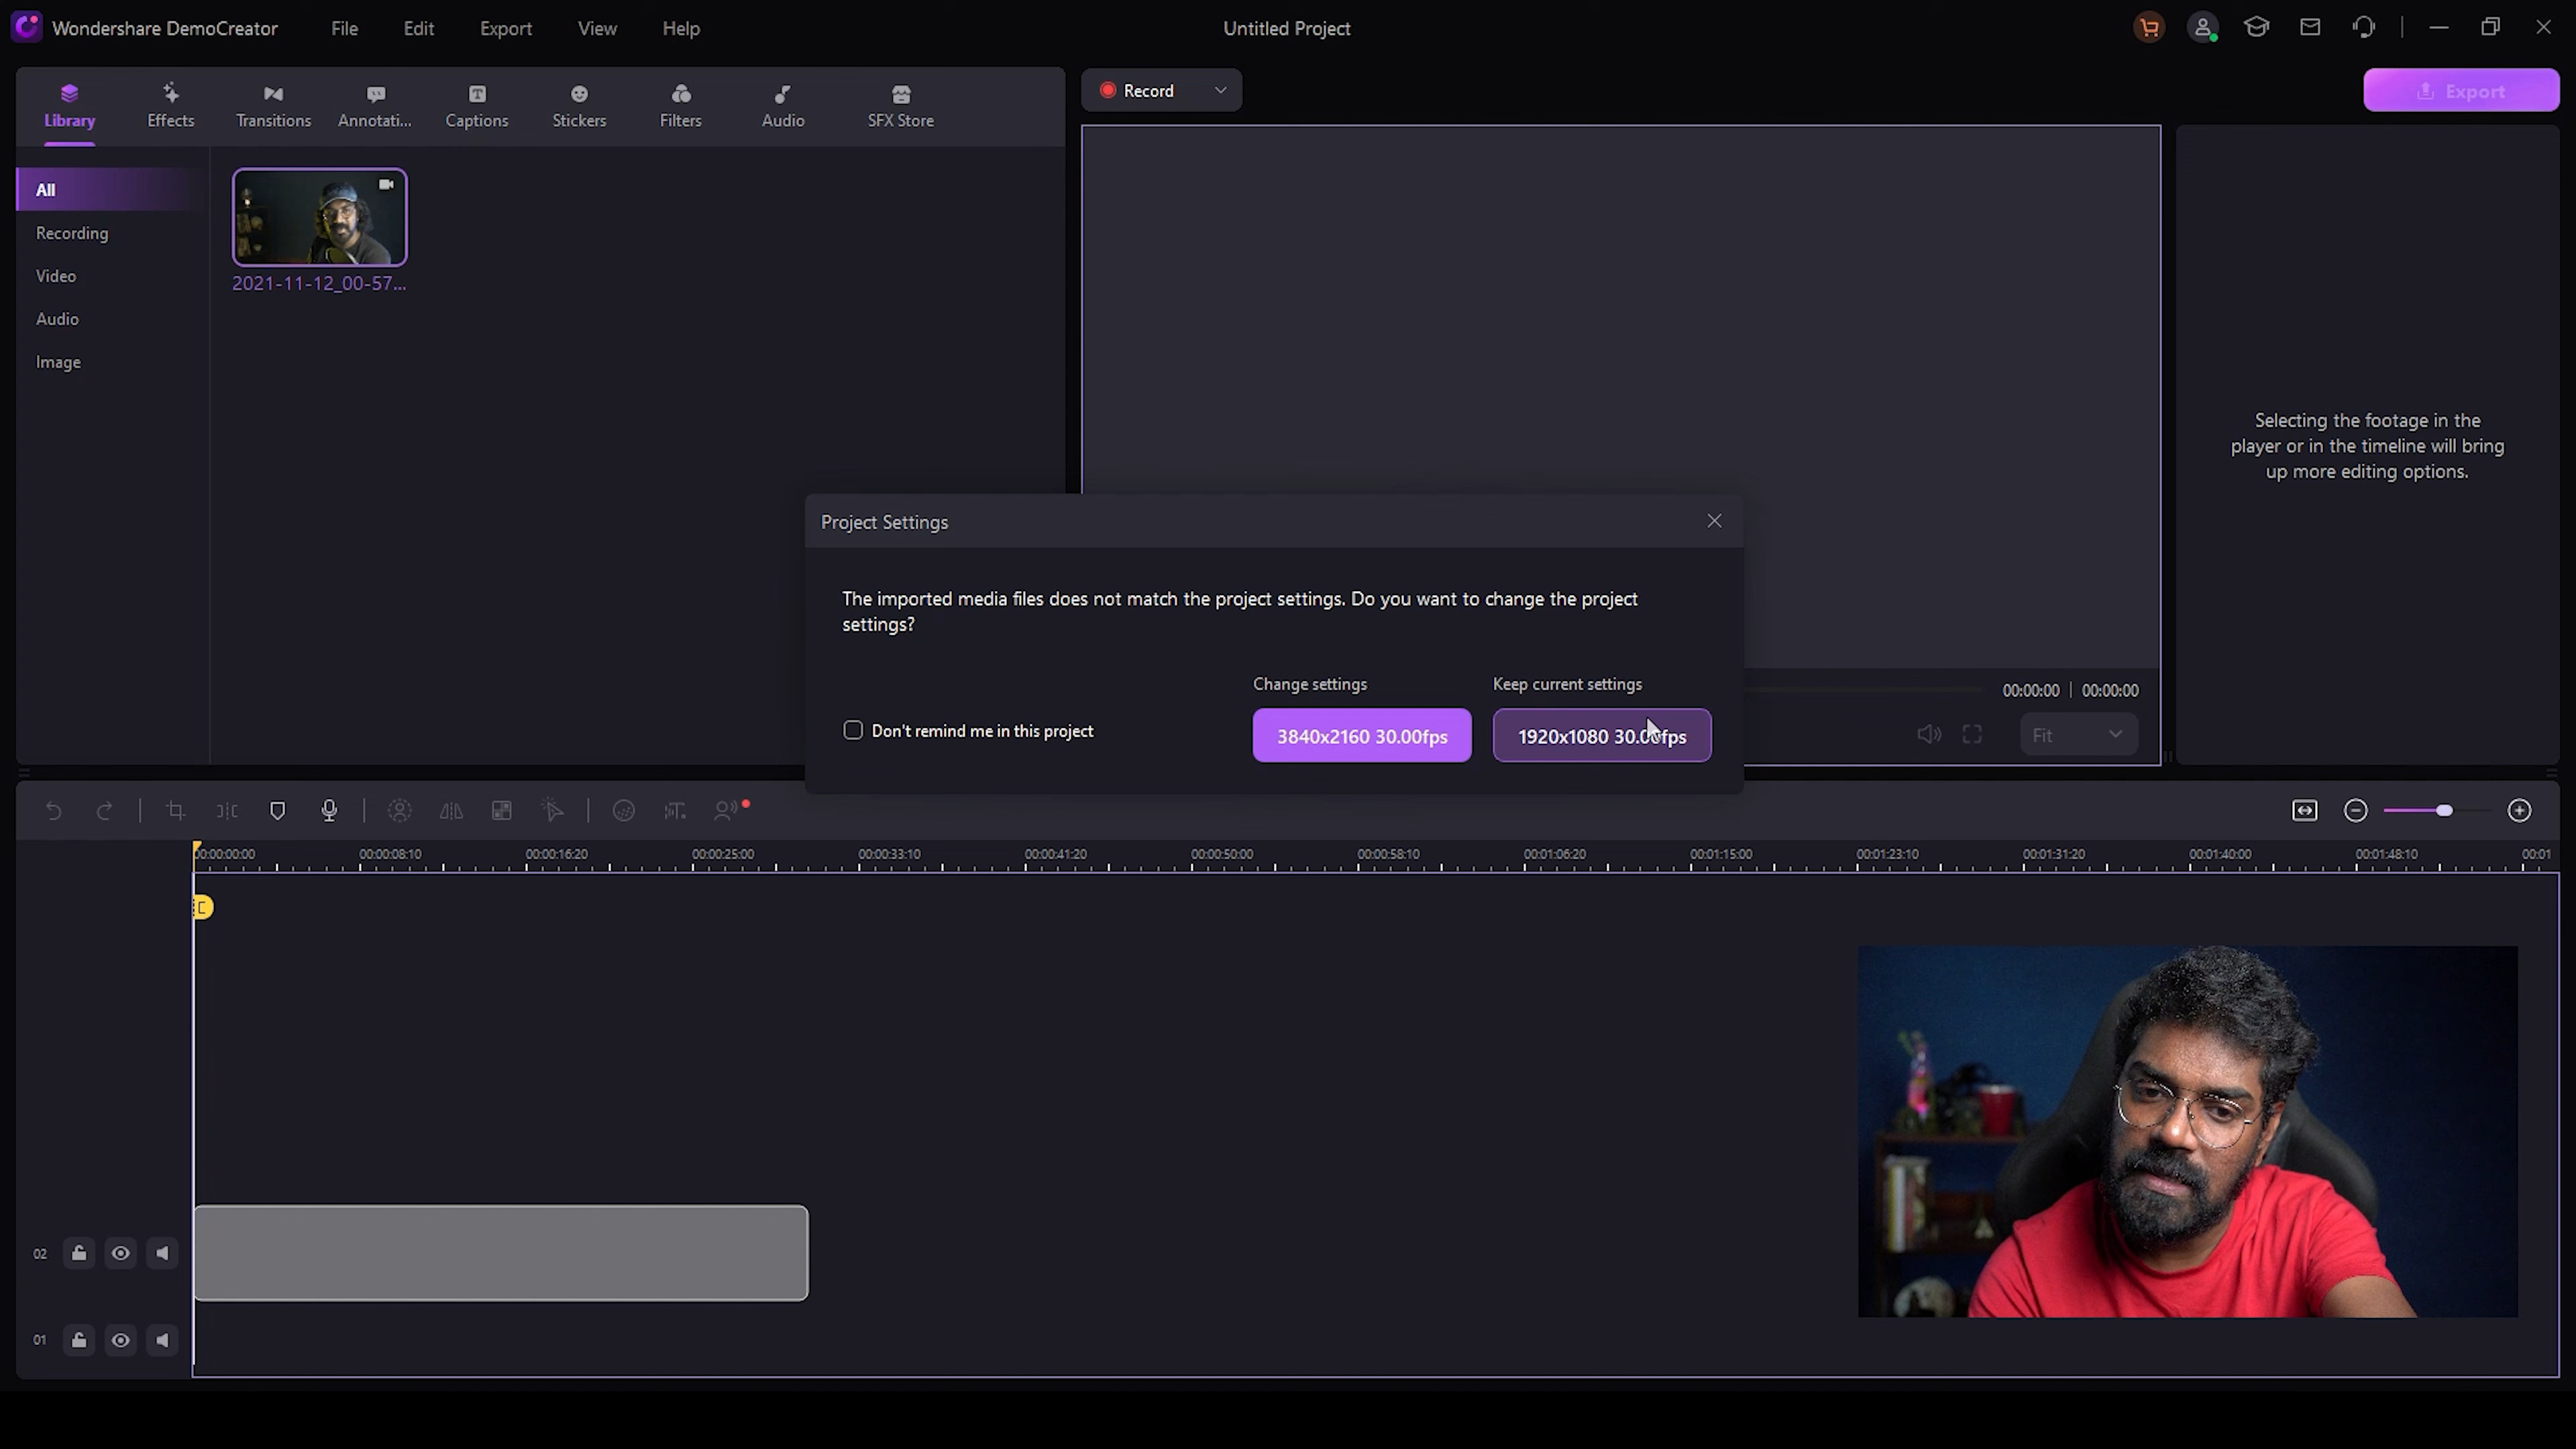 Wondershare DemoCreator File Edit Export View Help Untitled Project
Record Export
Library Effects Transitions Annotati... Captions Stickers Filters Audio SFX Store
All
Recording
Video
Audio
Image
2021-11-12_00-57...
Selecting the footage in the
player or in the timeline will bring
up more editing options.
Project Settings
The imported media files does not match the project settings. Do you want to change the project
settings?
Change settings Keep current settings
Don't remind me in this project 3840x2160 30.00fps 1920x1080 30.00fps
00:00:00 | 00:00:00
Fit
00:00:00:00 00:00:08:10 00:00:16:20 00:00:25:00 00:00:33:10 00:00:41:20 00:00:50:00 00:00:58:10 00:01:06:20 00:01:15:00 00:01:23:10 00:01:31:20 00:01:40:00 00:01:48:10 00:01
02
01